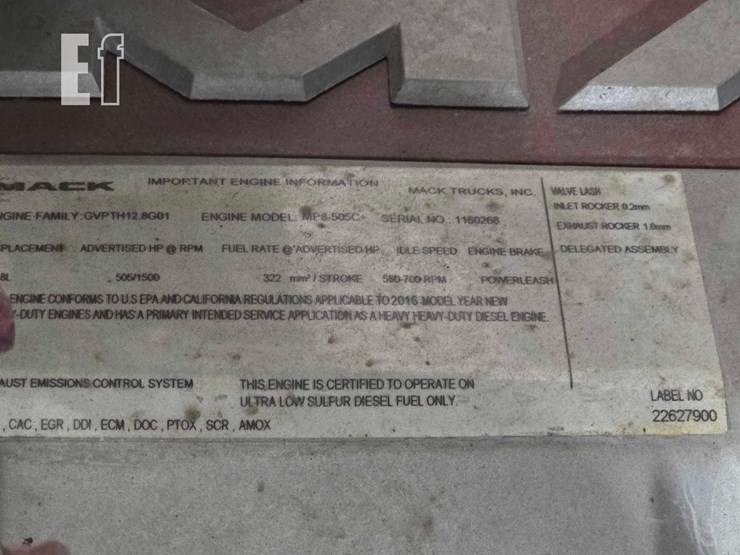 Ef
MACK IMPORTANT ENGINE INFORMATION MACK TRUCKS, INC.
NGINE FAMILY: GVPTH12.8G01 ENGINE MODEL: MP8-505C+ SERIAL NO : 1160268
SPLACEMENT ADVERTISED HP @ RPM FUEL RATE @ ADVERTISED HP IDLE SPEED ENGINE BRAKE
8L 505/1500 322 mm³ / STROKE 550-700 RPM POWERLEASH
ENGINE CONFORMS TO U.S EPA AND CALIFORNIA REGULATIONS APPLICABLE TO 2016 MODEL YEAR NEW
Y-DUTY ENGINES AND HAS A PRIMARY INTENDED SERVICE APPLICATION AS A HEAVY HEAVY-DUTY DIESEL ENGINE.
AUST EMISSIONS CONTROL SYSTEM
, CAC , EGR , DDI , ECM , DOC , PTOX , SCR , AMOX
THIS ENGINE IS CERTIFIED TO OPERATE ON
ULTRA LOW SULFUR DIESEL FUEL ONLY.
VALVE LASH
INLET ROCKER 0.2mm
EXHAUST ROCKER 1.0mm
DELEGATED ASSEMBLY
LABEL NO
22627900